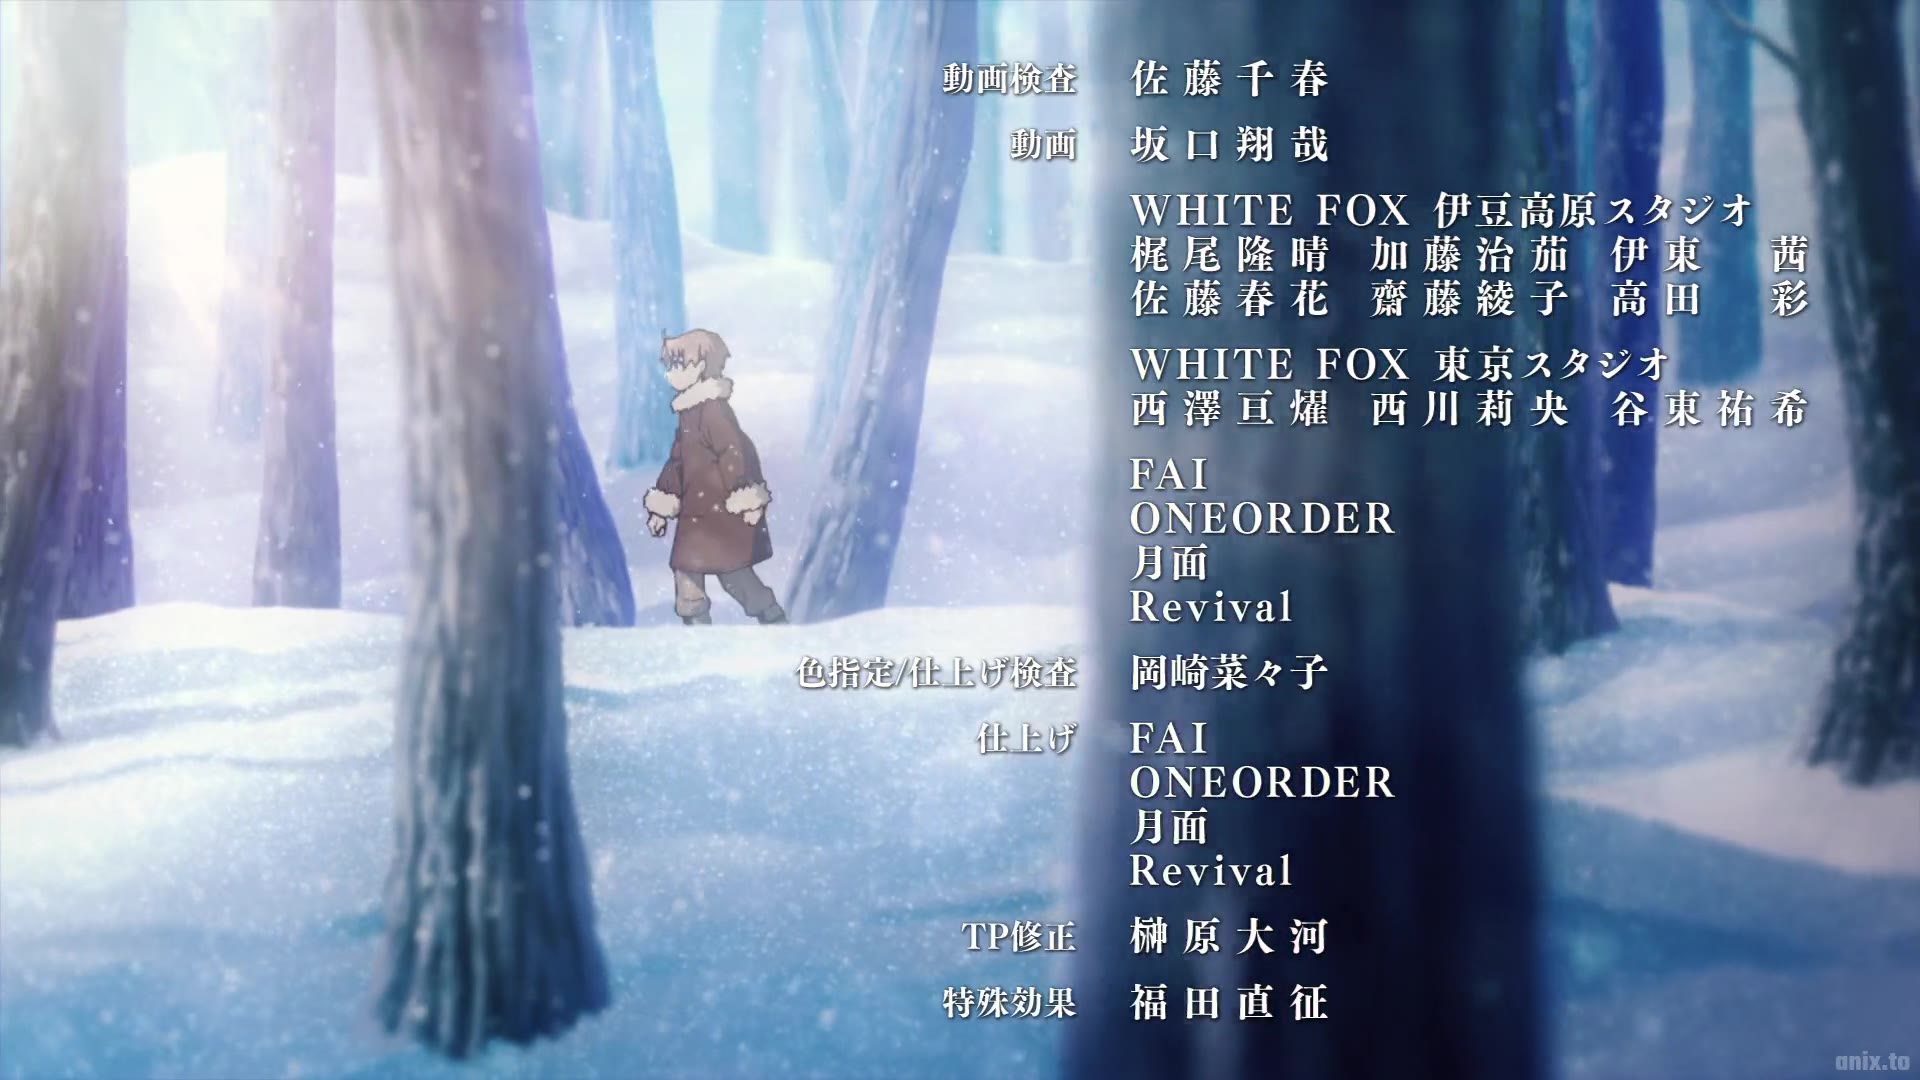 動画検査 佐藤千春
動画 坂口翔哉
WHITE FOX 伊豆高原スタジオ
梶尾隆晴 加藤治茄 伊東 茜
佐藤春花 齋藤綾子 高田 彩
WHITE FOX 東京スタジオ
西澤亘燿 西川莉央 谷東祐希
FAI
ONEORDER
月面
Revival
色指定/仕上げ検査 岡崎菜々子
仕上げ FAI
ONEORDER
月面
Revival
TP修正 榊原大河
特殊効果 福田直征
anix.to